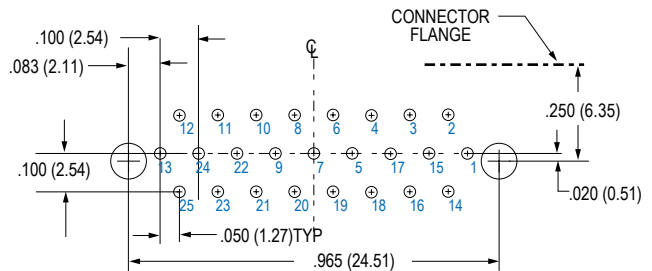 CONNECTOR
FLANGE
.100 (2.54)
℄
.083 (2.11)
.250 (6.35)
12 11 10 8 6 4 3 2
13 24 22 9 7 5 17 15 1
.100 (2.54)
.020 (0.51)
25 23 21 20 19 18 16 14
.050 (1.27)TYP
.965 (24.51)